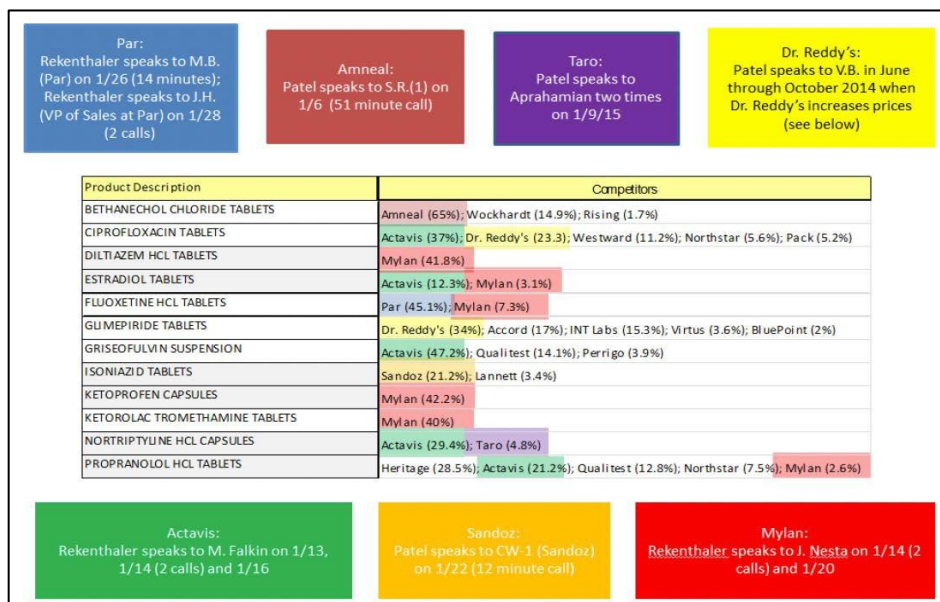 Par:
Rekenthaler speaks to M.B.
(Par) on 1/26 (14 minutes);
Rekenthaler speaks to J.H.
(VP of Sales at Par) on 1/28
(2 calls)
Amneal:
Patel speaks to S.R.(1) on
1/6 (51 minute call)
Taro:
Patel speaks to
Aprahamian two times
on 1/9/15
Dr. Reddy's:
Patel speaks to V.B. in June
through October 2014 when
Dr. Reddy's increases prices
(see below)
Product Description Competitors
BETHANECHOL CHLORIDE TABLETS Amneal (65%); Wockhardt (14.9%); Rising (1.7%)
CIPROFLOXACIN TABLETS Actavis (37%); Dr. Reddy's (23.3); Westward (11.2%); Northstar (5.6%); Pack (5.2%)
DILTIAZEM HCL TABLETS Mylan (41.8%)
ESTRADIOL TABLETS Actavis (12.3%); Mylan (3.1%)
FLUOXETINE HCL TABLETS Par (45.1%); Mylan (7.3%)
GLIMEPIRIDE TABLETS Dr. Reddy's (34%); Accord (17%); INT Labs (15.3%); Virtus (3.6%); BluePoint (2%)
GRISEOFULVIN SUSPENSION Actavis (47.2%); Qualitest (14.1%); Perrigo (3.9%)
ISONIAZID TABLETS Sandoz (21.2%); Lannett (3.4%)
KETOPROFEN CAPSULES Mylan (42.2%)
KETOROLAC TROMETHAMINE TABLETS Mylan (40%)
NORTRIPTYLINE HCL CAPSULES Actavis (29.4%); Taro (4.8%)
PROPRANOLOL HCL TABLETS Heritage (28.5%); Actavis (21.2%); Qualitest (12.8%); Northstar (7.5%); Mylan (2.6%)
Actavis:
Rekenthaler speaks to M. Falkin on 1/13,
1/14 (2 calls) and 1/16
Sandoz:
Patel speaks to CW-1 (Sandoz)
on 1/22 (12 minute call)
Mylan:
Rekenthaler speaks to J. Nesta on 1/14 (2
calls) and 1/20